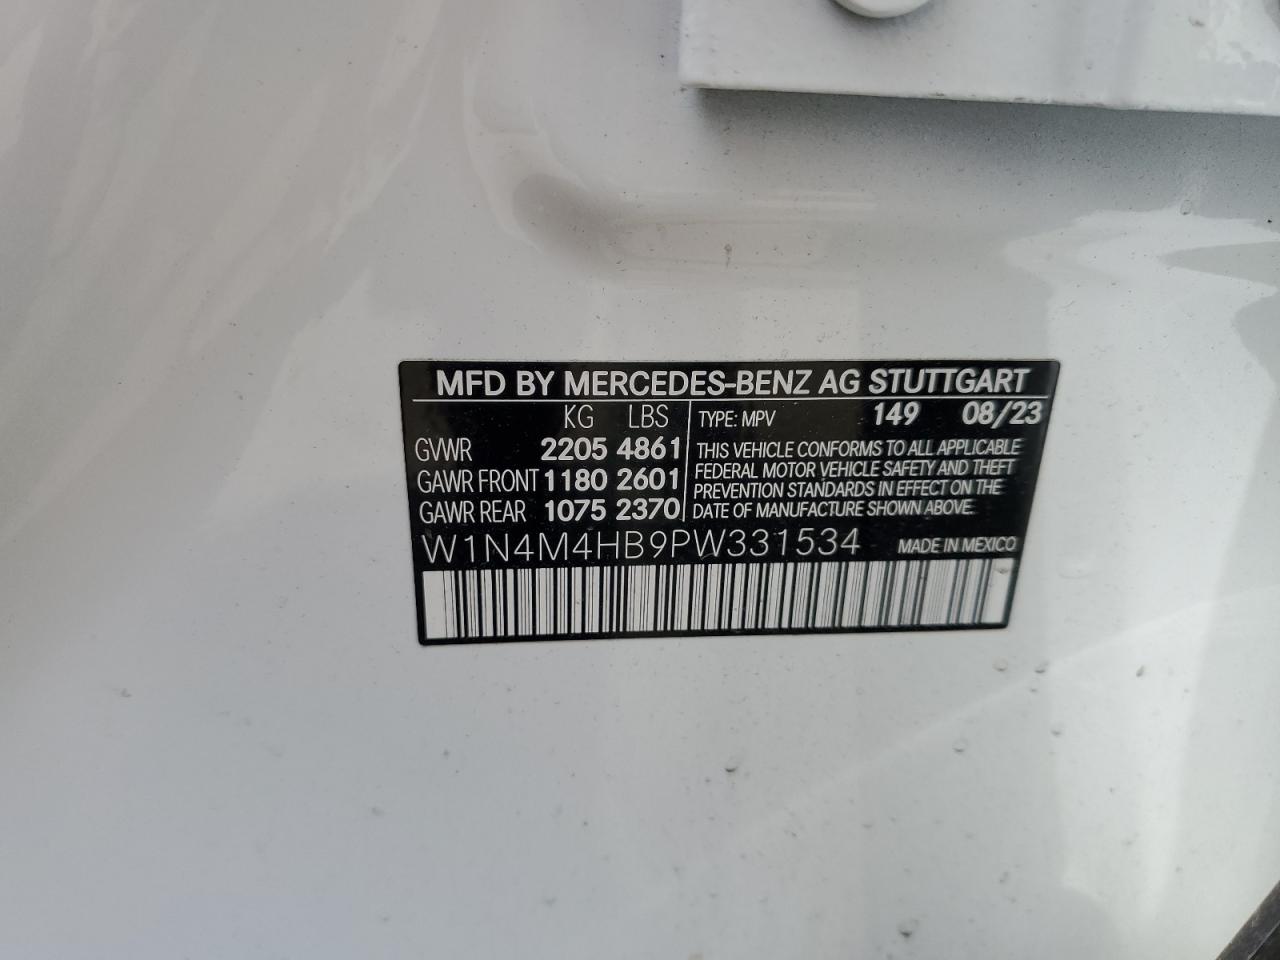 MFD BY MERCEDES-BENZ AG STUTTGART
KG LBS TYPE: MPV 149 08/23
GVWR 2205 4861 THIS VEHICLE CONFORMS TO ALL APPLICABLE
GAWR FRONT 1180 2601 FEDERAL MOTOR VEHICLE SAFETY AND THEFT
PREVENTION STANDARDS IN EFFECT ON THE
GAWR REAR 1075 2370 DATE OF MANUFACTURE SHOWN ABOVE.
W1N4M4HB9PW331534 MADE IN MEXICO